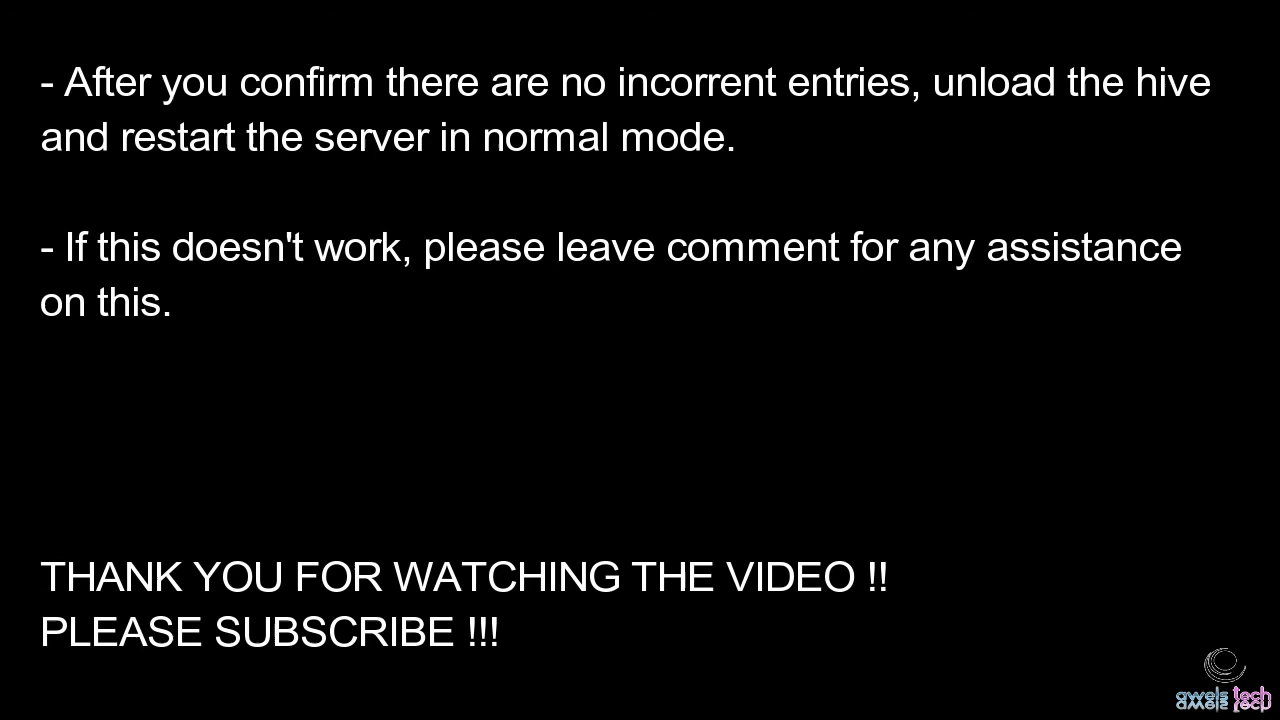 - After you confirm there are no incorrent entries, unload the hive
and restart the server in normal mode.
- If this doesn't work, please leave comment for any assistance
on this.
THANK YOU FOR WATCHING THE VIDEO !!
PLEASE SUBSCRIBE !!!
awels tech